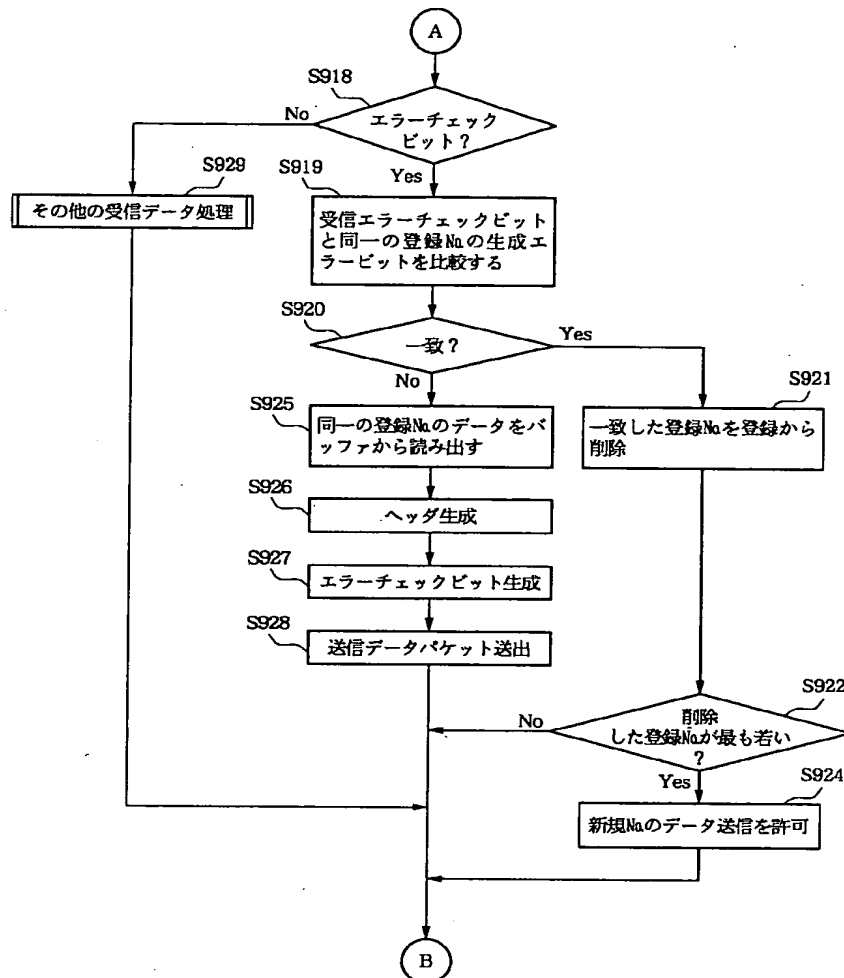 A
S918
No
エラーチェック
ビット？
Yes
S929
その他の受信データ処理
S919
受信エラーチェックビット
と同一の登録№の生成エ
ラービットを比較する
S920
一致？
Yes
No
S921
一致した登録№を登録から
削除
S925
同一の登録№のデータをバ
ッファから読み出す
S926
ヘッダ生成
S927
エラーチェックビット生成
S928
送信データパケット送出
S922
削除
した登録№が最も若い
？
No
Yes
S924
新規№のデータ送信を許可
B